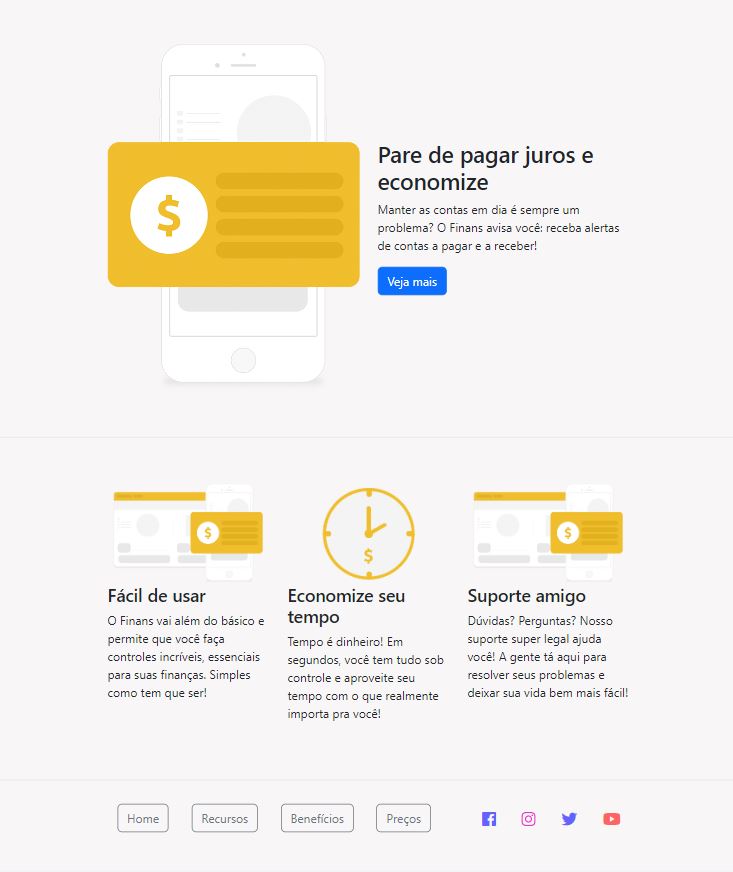 $
Pare de pagar juros e
economize
Manter as contas em dia é sempre um
problema? O Finans avisa você: receba alertas
de contas a pagar e a receber!
Veja mais
$
$
$
Fácil de usar
O Finans vai além do básico e
permite que você faça
controles incríveis, essenciais
para suas finanças. Simples
como tem que ser!
Economize seu
tempo
Tempo é dinheiro! Em
segundos, você tem tudo sob
controle e aproveite seu
tempo com o que realmente
importa pra você!
Suporte amigo
Dúvidas? Perguntas? Nosso
suporte super legal ajuda
você! A gente tá aqui para
resolver seus problemas e
deixar sua vida bem mais fácil!
Home
Recursos
Benefícios
Preços